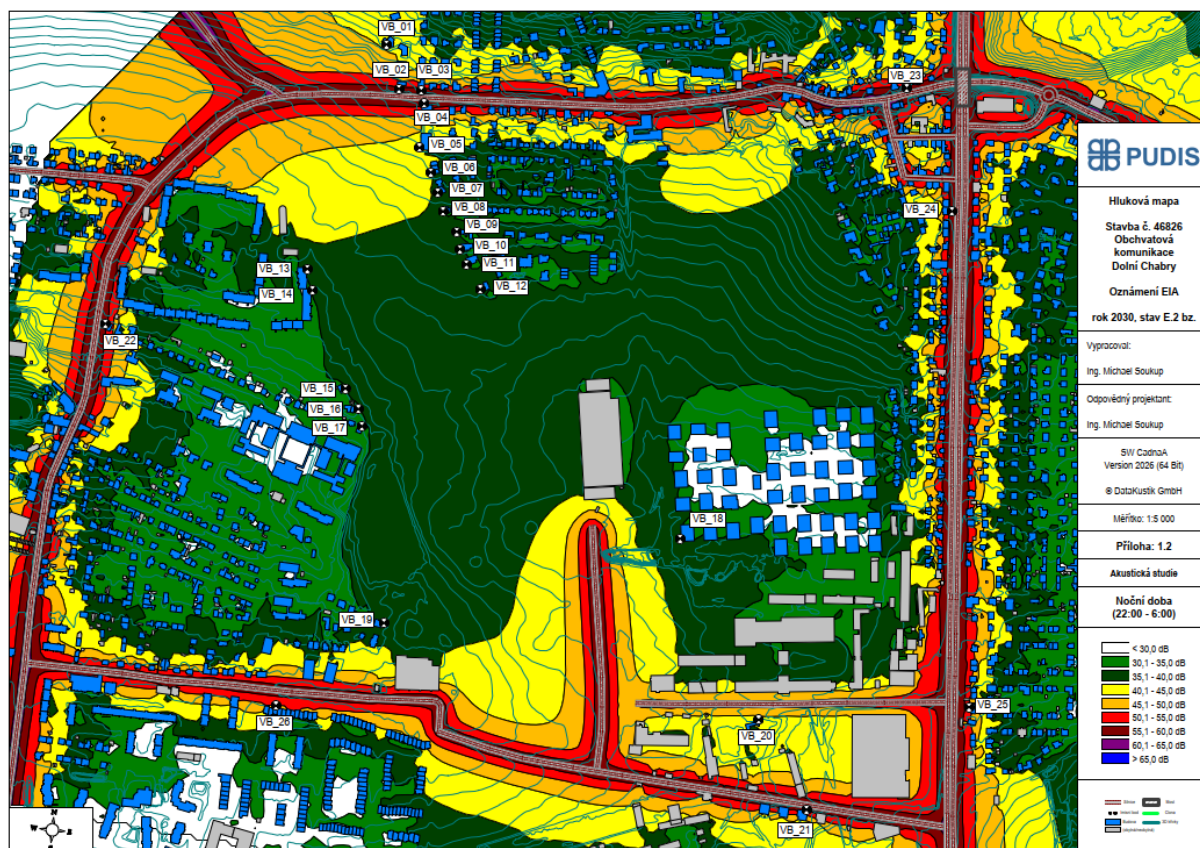 VB_01
VB_02
VB_03
VB_04
VB_05
VB_06
VB_07
VB_08
VB_09
VB_10
VB_11
VB_12
VB_13
VB_14
VB_15
VB_16
VB_17
VB_18
VB_19
VB_20
VB_21
VB_22
VB_23
VB_24
VB_25
VB_26
PUDIS
Hluková mapa
Stavba č. 46826
Obchvatová
komunikace
Dolní Chabry
Oznámení EIA
rok 2030, stav E.2 bz.
Vypracoval:
Ing. Michael Soukup
Odpovědný projektant:
Ing. Michael Soukup
SW CadnaA
Version 2026 (64 Bit)
® DataKustik GmbH
Měřítko: 1:5 000
Příloha: 1.2
Akustická studie
Noční doba
(22:00 - 6:00)
< 30,0 dB
30,1 - 35,0 dB
35,1 - 40,0 dB
40,1 - 45,0 dB
45,1 - 50,0 dB
50,1 - 55,0 dB
55,1 - 60,0 dB
60,1 - 65,0 dB
> 65,0 dB
N
W
E